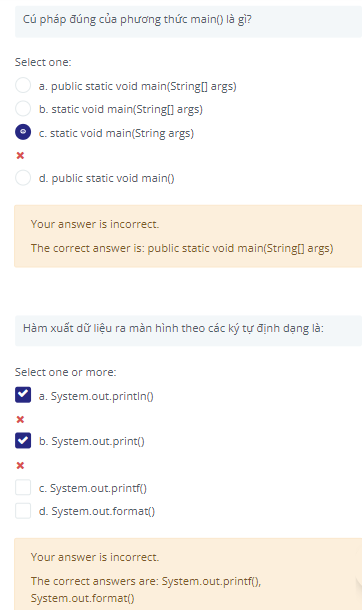 Cú pháp đúng của phương thức main() là gì?
Select one:
a. public static void main(String[] args)
b. static void main(String[] args)
c. static void main(String args)
d. public static void main()
Your answer is incorrect.
The correct answer is: public static void main(String[] args)
Hàm xuất dữ liệu ra màn hình theo các ký tự định dạng là:
Select one or more:
a. System.out.println()
b. System.out.print()
c. System.out.printf()
d. System.out.format()
Your answer is incorrect.
The correct answers are: System.out.printf(),
System.out.format()